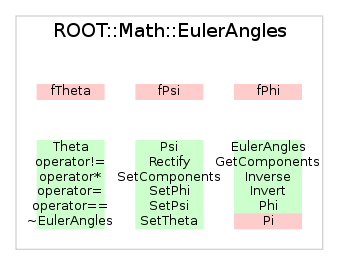 ROOT::Math::EulerAngles
fTheta
fPsi
fPhi
Theta
operator!=
operator*
operator=
operator==
~EulerAngles
Psi
Rectify
SetComponents
SetPhi
SetPsi
SetTheta
EulerAngles
GetComponents
Inverse
Invert
Phi
Pi